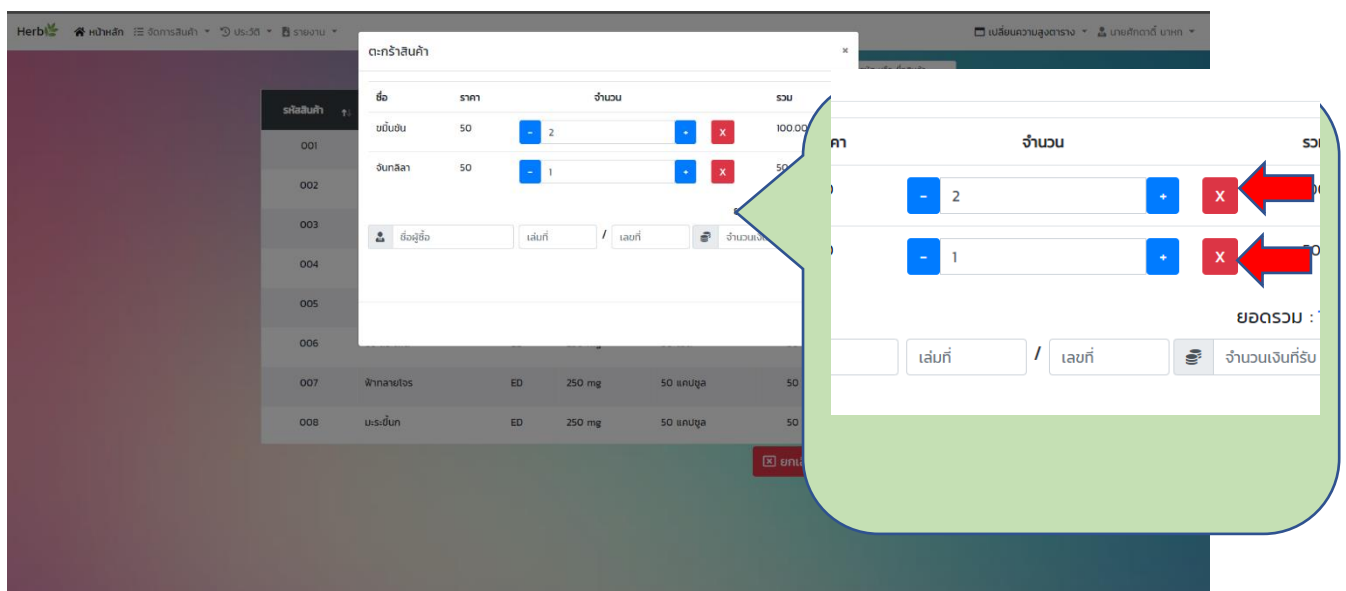 Herb หน้าหลัก จัดการสินค้า ประวัติ รายงาน เปลี่ยนความสูงตาราง นายศักดาดิ์ นาหก
ตะกร้าสินค้า ×
ชื่อ ราคา จำนวน รวม
ขมิ้นชัน 50 - 2 + X 100.00
จันทลีลา 50 - 1 + X 50
ชื่อผู้ซื้อ เล่มที่ / เลขที่ จำนวนเงิน
รหัสสินค้า
001
002
003
004
005
006
007 ฟ้าทลายโจร ED 250 mg 50 แคปซูล 50
008 มะระขี้นก ED 250 mg 50 แคปซูล 50
จำนวน
- 2 + X
- 1 + X
ยอดรวม :
เล่มที่ / เลขที่ จำนวนเงินที่รับ